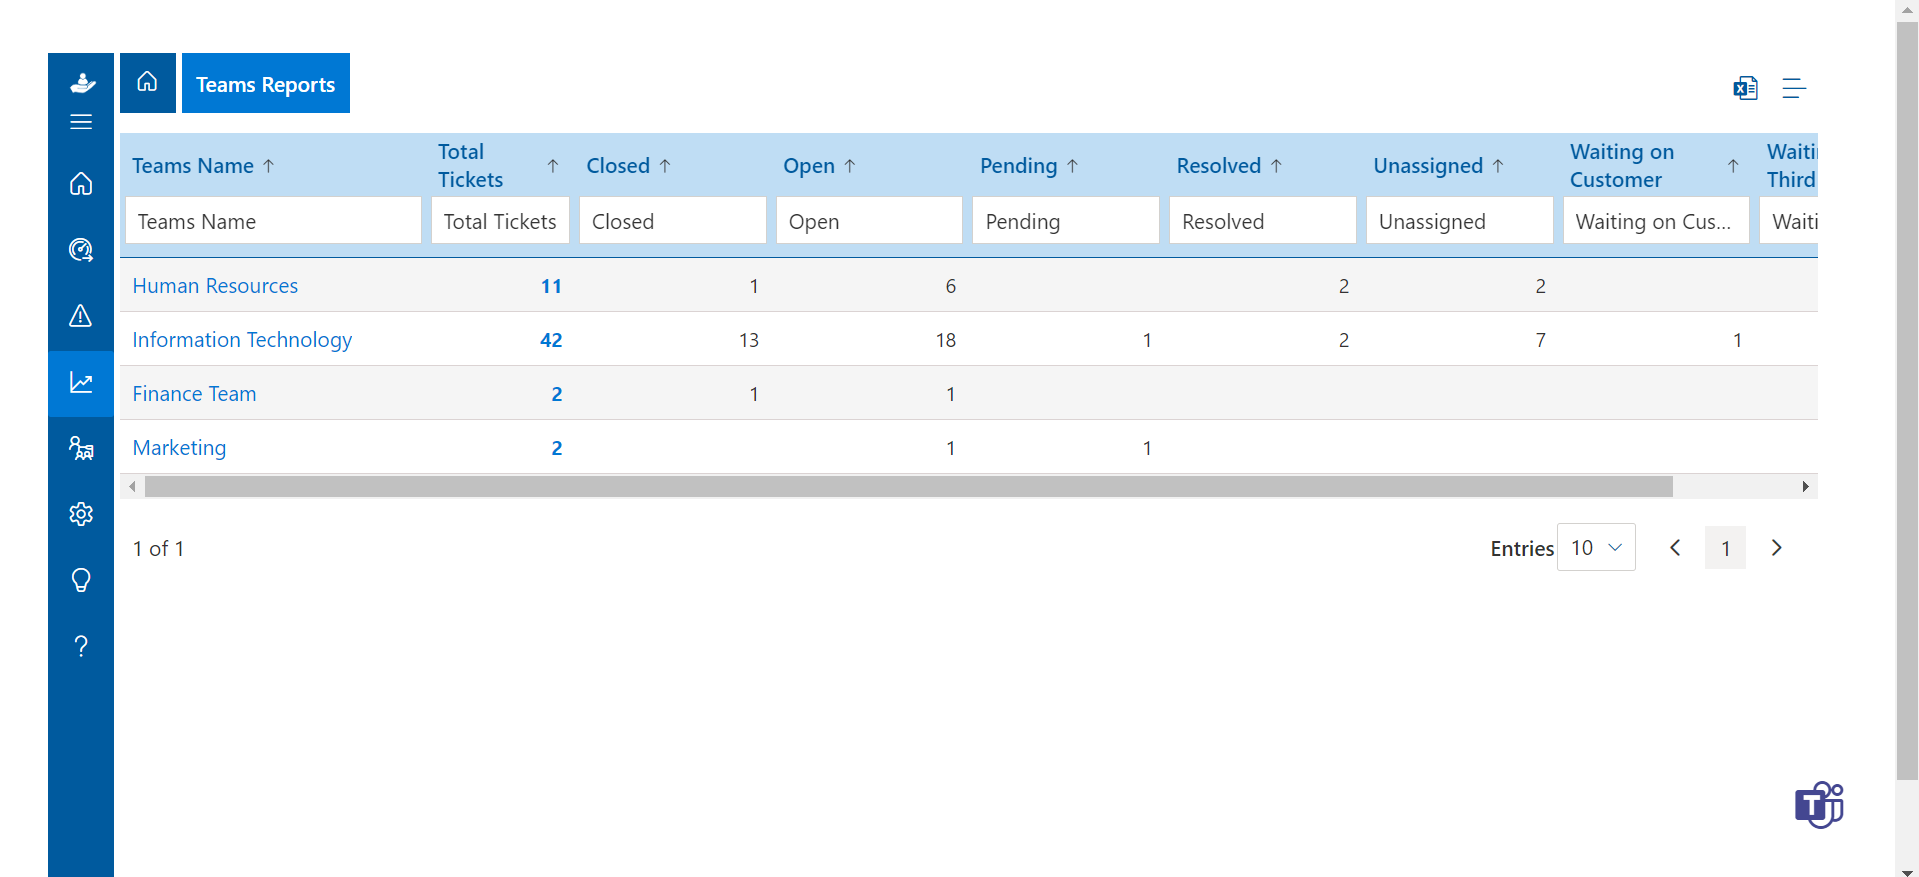 Teams Reports
Teams Name ↑ Total Tickets ↑ Closed ↑ Open ↑ Pending ↑ Resolved ↑ Unassigned ↑ Waiting on Customer ↑ Waiti Third
Teams Name Total Tickets Closed Open Pending Resolved Unassigned Waiting on Cus... Waiti
Human Resources 11 1 6 2 2
Information Technology 42 13 18 1 2 7 1
Finance Team 2 1 1
Marketing 2 1 1
1 of 1 Entries 10 1
T